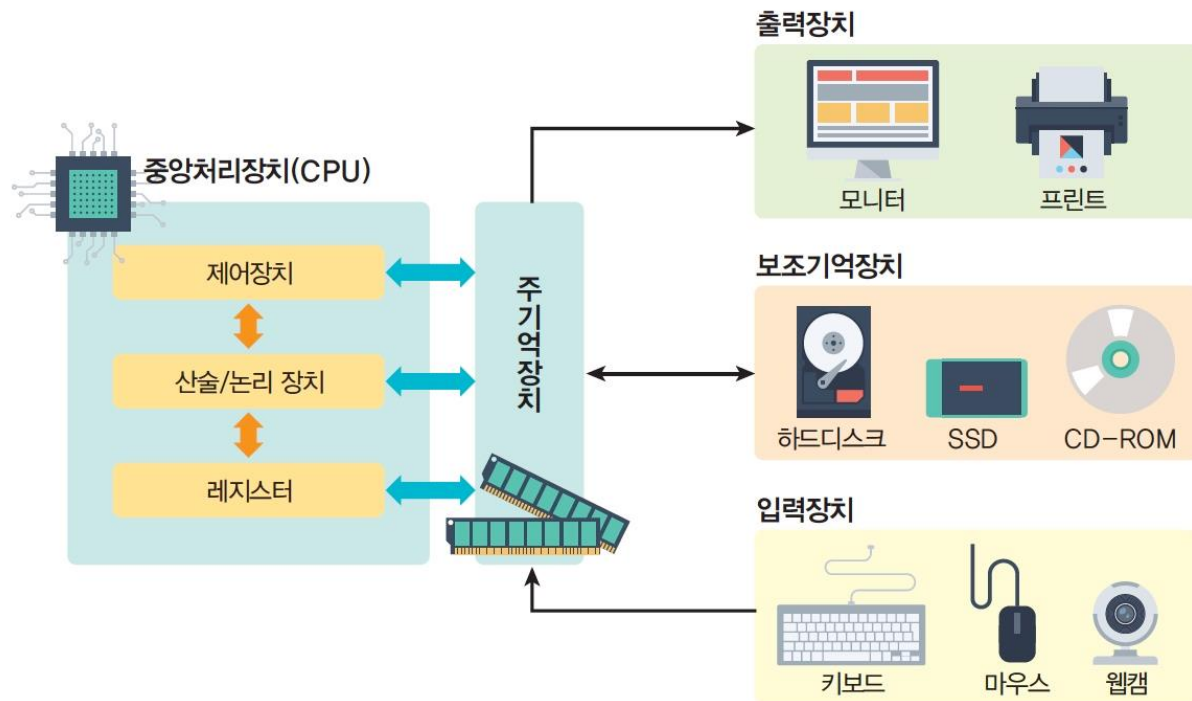 출력장치
모니터
프린트
중앙처리장치(CPU)
제어장치
산술/논리 장치
레지스터
주기억장치
보조기억장치
하드디스크
SSD
CD-ROM
입력장치
키보드
마우스
웹캠